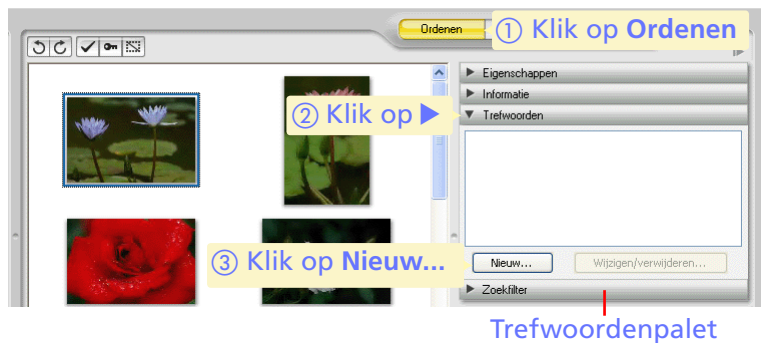 Ordenen
① Klik op Ordenen
Eigenschappen
Informatie
② Klik op ▶
Trefwoorden
③ Klik op Nieuw...
Nieuw...
Wijzigen/verwijderen...
Zoekfilter
Trefwoordenpalet